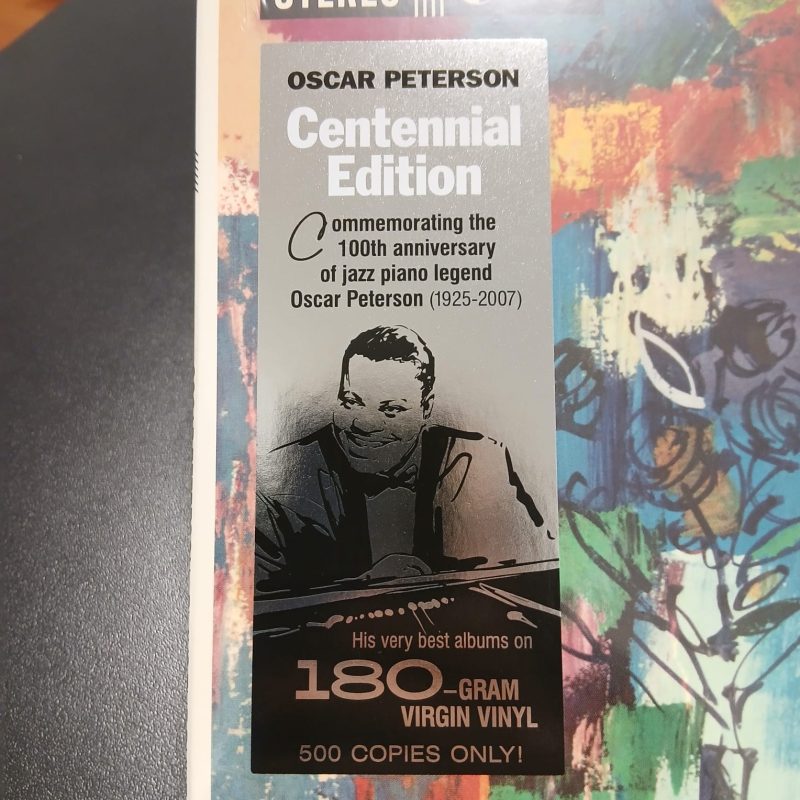 STEREO
OSCAR PETERSON
Centennial
Edition
Commemorating the
100th anniversary
of jazz piano legend
Oscar Peterson (1925-2007)
His very best albums on
180-GRAM
VIRGIN VINYL
500 COPIES ONLY!